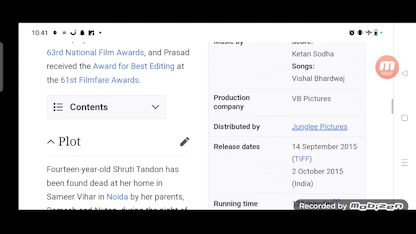 10:41
63rd National Film Awards, and Prasad
received the Award for Best Editing at
the 61st Filmfare Awards.
Contents
Plot
Fourteen-year-old Shruti Tandon has
been found dead at her home in
Sameer Vihar in Noida by her parents,
Music by
Score:
Ketan Sodha
Songs:
Vishal Bhardwaj
Production
company
VB Pictures
Distributed by
Junglee Pictures
Release dates
14 September 2015
(TIFF)
2 October 2015
(India)
Running time
Recorded by
Mobizen